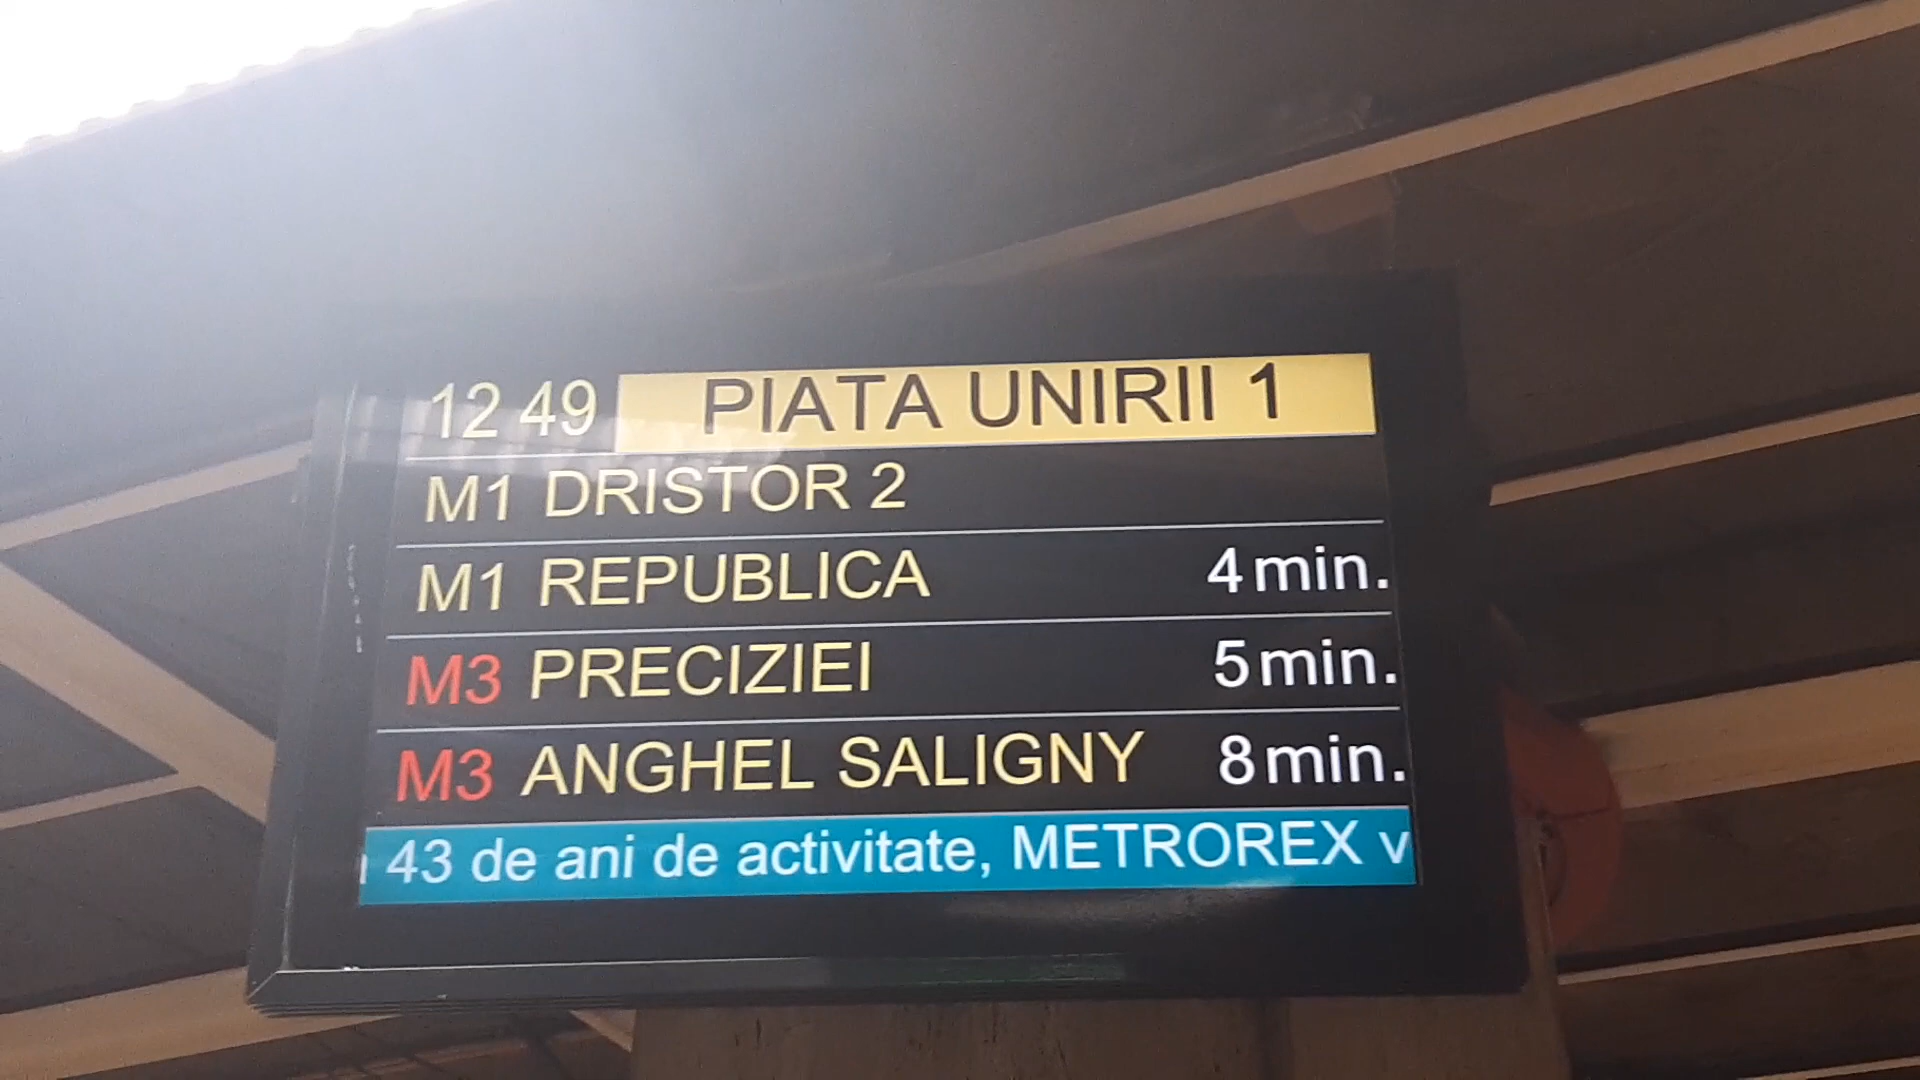 12 49 PIATA UNIRII 1
M1 DRISTOR 2
M1 REPUBLICA 4 min.
M3 PRECIZIEI 5 min.
M3 ANGHEL SALIGNY 8 min.
43 de ani de activitate, METROREX v